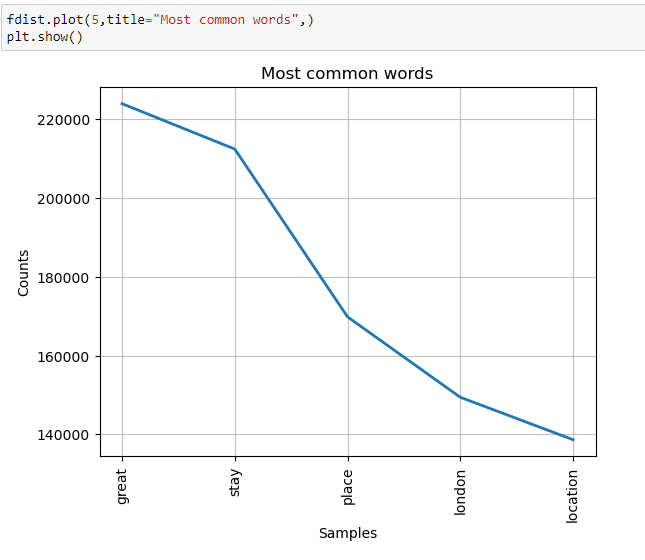 fdist.plot(5,title="Most common words",)
plt.show()
Most common words
220000
200000
180000
160000
140000
Counts
great
stay
place
london
location
Samples